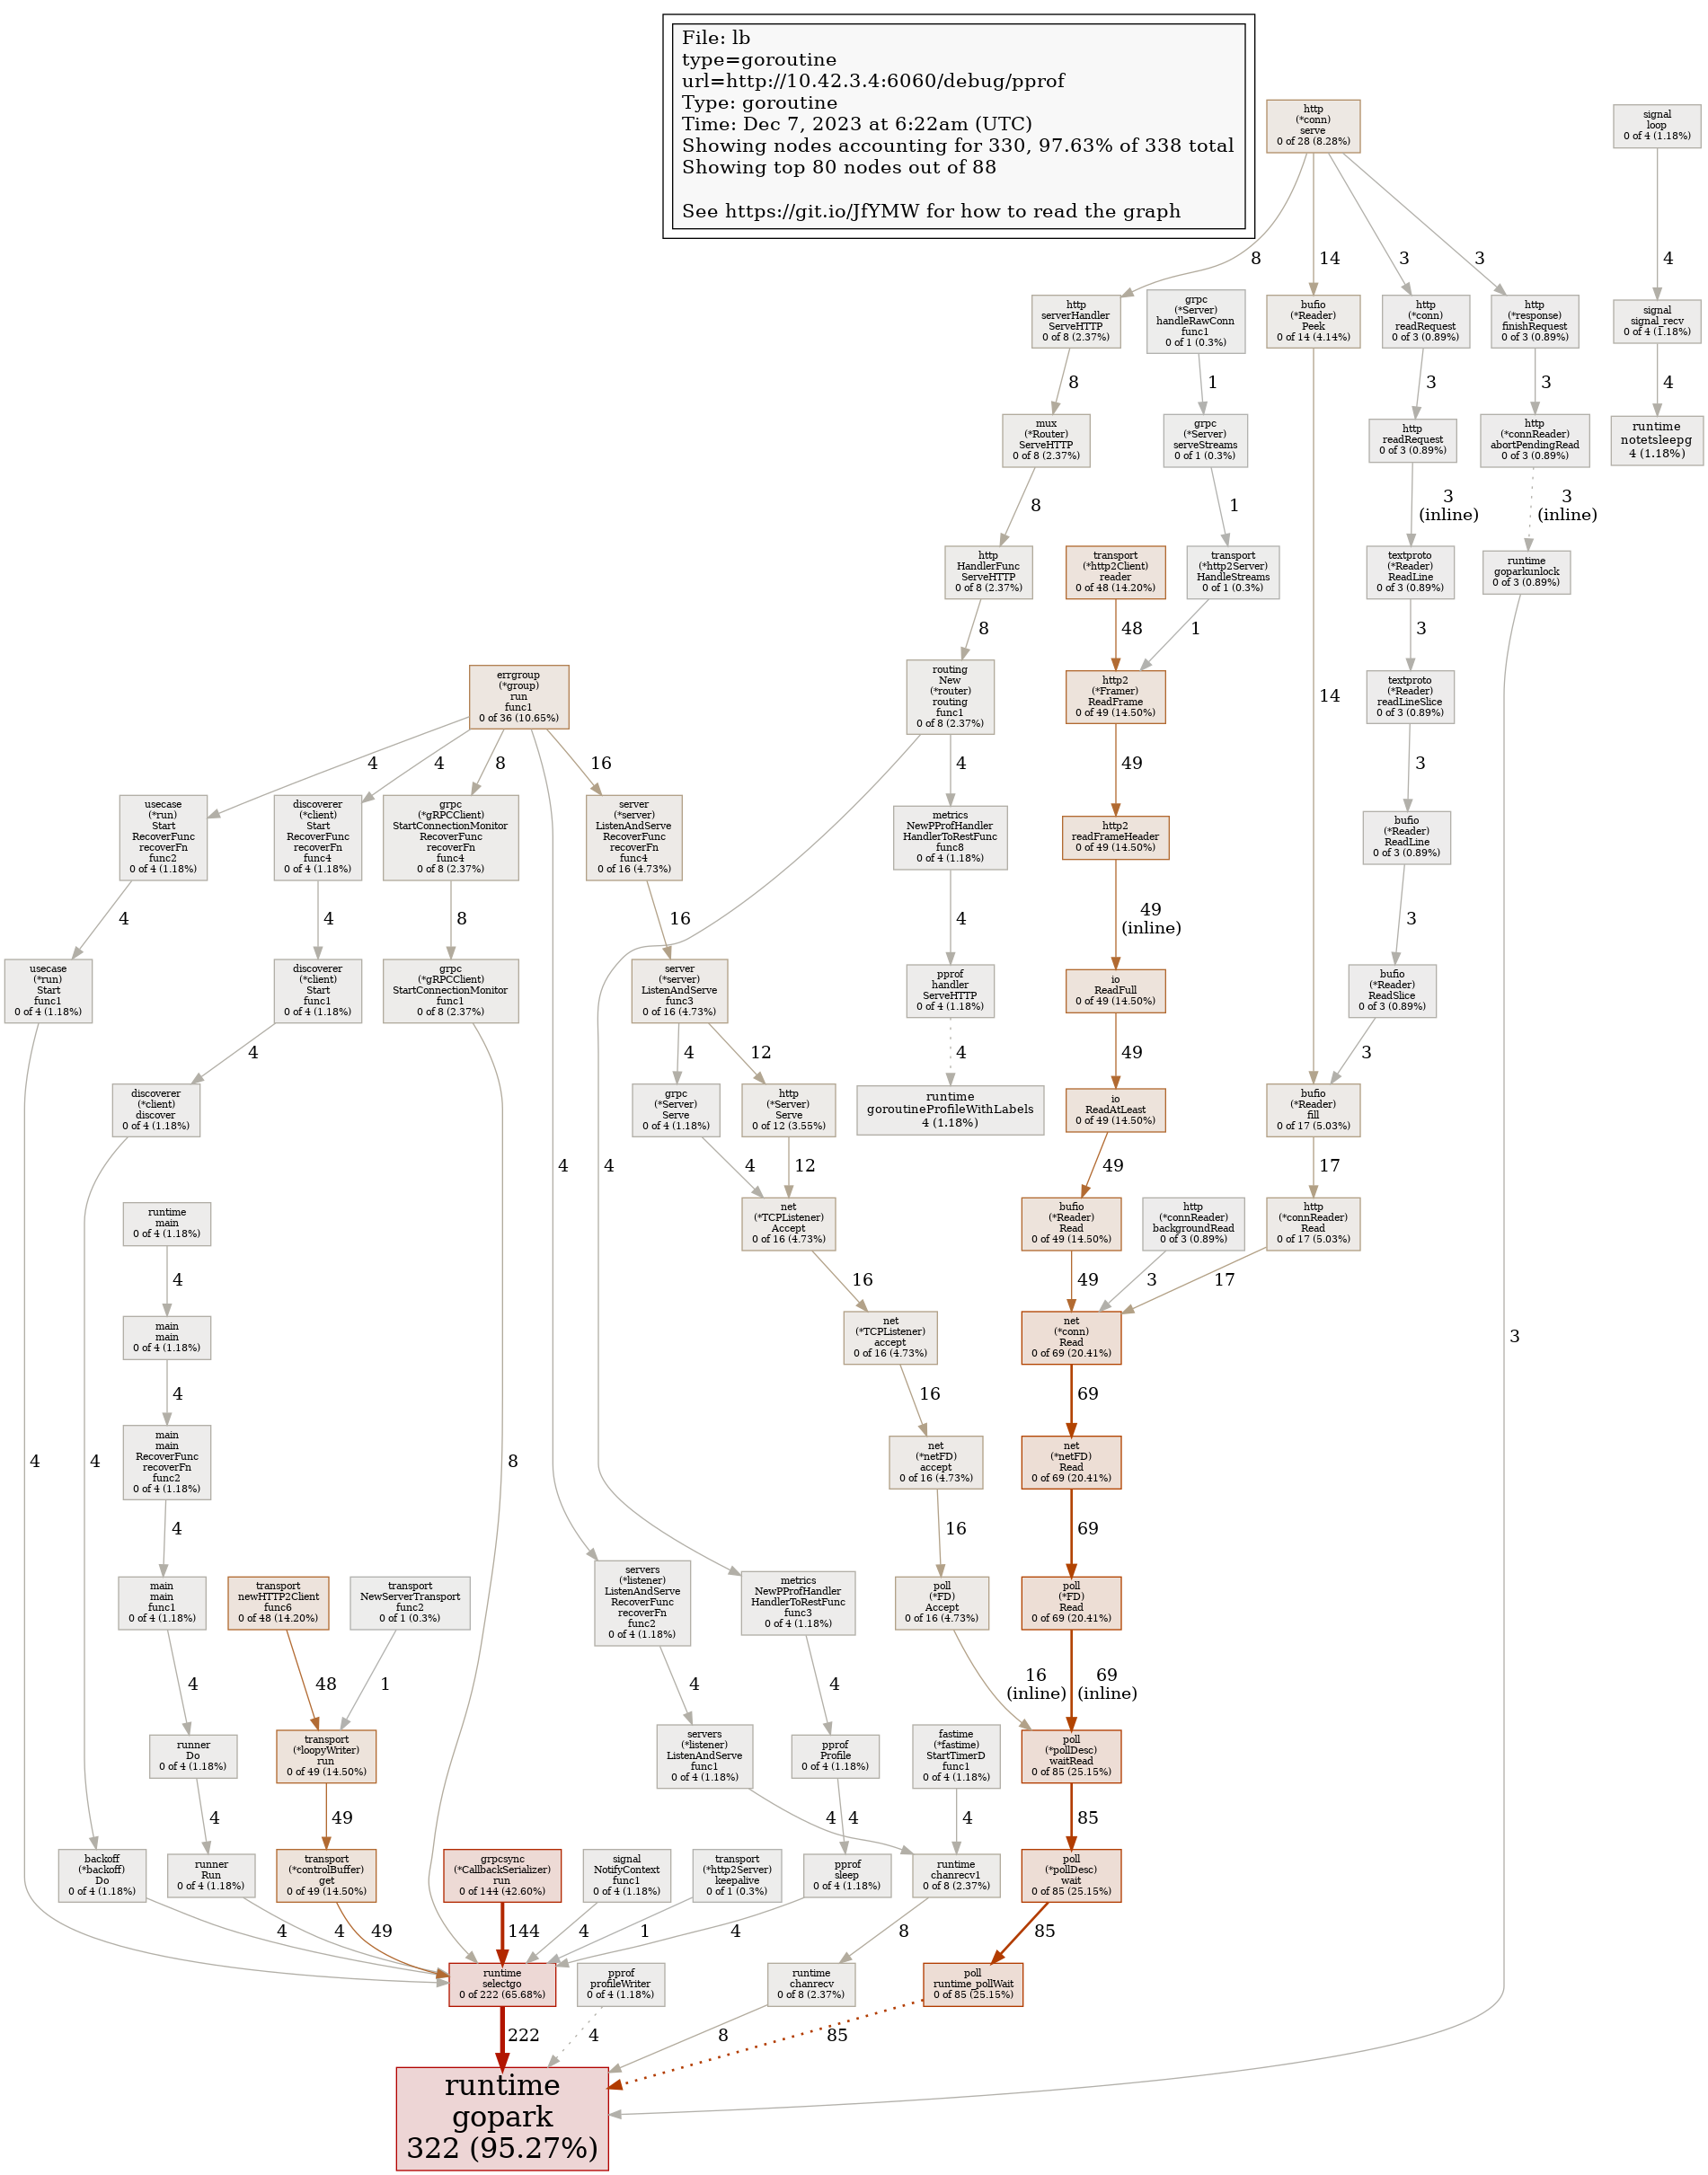 File: lb
type=goroutine
url=http://10.42.3.4:6060/debug/pprof
Type: goroutine
Time: Dec 7, 2023 at 6:22am (UTC)
Showing nodes accounting for 330, 97.63% of 338 total
Showing top 80 nodes out of 88
See https://git.io/JfYMW for how to read the graph
http
(*conn)
serve
0 of 28 (8.28%)
signal
loop
0 of 4 (1.18%)
8
14
3
3
4
http
serverHandler
ServeHTTP
0 of 8 (2.37%)
grpc
(*Server)
handleRawConn
func1
0 of 1 (0.3%)
bufio
(*Reader)
Peek
0 of 14 (4.14%)
http
(*conn)
readRequest
0 of 3 (0.89%)
http
(*response)
finishRequest
0 of 3 (0.89%)
signal
signal_recv
0 of 4 (1.18%)
8
1
3
3
4
mux
(*Router)
ServeHTTP
0 of 8 (2.37%)
grpc
(*Server)
serveStreams
0 of 1 (0.3%)
http
readRequest
0 of 3 (0.89%)
http
(*connReader)
abortPendingRead
0 of 3 (0.89%)
runtime
notetsleepg
4 (1.18%)
8
1
3
(inline)
3
(inline)
http
HandlerFunc
ServeHTTP
0 of 8 (2.37%)
transport
(*http2Client)
reader
0 of 48 (14.20%)
transport
(*http2Server)
HandleStreams
0 of 1 (0.3%)
textproto
(*Reader)
ReadLine
0 of 3 (0.89%)
runtime
goparkunlock
0 of 3 (0.89%)
8
48
1
3
errgroup
(*group)
run
func1
0 of 36 (10.65%)
routing
New
(*router)
routing
func1
0 of 8 (2.37%)
http2
(*Framer)
ReadFrame
0 of 49 (14.50%)
14
textproto
(*Reader)
readLineSlice
0 of 3 (0.89%)
4
4
8
16
4
49
3
usecase
(*run)
Start
RecoverFunc
recoverFn
func2
0 of 4 (1.18%)
discoverer
(*client)
Start
RecoverFunc
recoverFn
func4
0 of 4 (1.18%)
grpc
(*gRPCClient)
StartConnectionMonitor
RecoverFunc
recoverFn
func4
0 of 8 (2.37%)
server
(*server)
ListenAndServe
RecoverFunc
recoverFn
func4
0 of 16 (4.73%)
metrics
NewPProfHandler
HandlerToRestFunc
func8
0 of 4 (1.18%)
http2
readFrameHeader
0 of 49 (14.50%)
bufio
(*Reader)
ReadLine
0 of 3 (0.89%)
4
4
8
16
4
49
(inline)
3
usecase
(*run)
Start
func1
0 of 4 (1.18%)
discoverer
(*client)
Start
func1
0 of 4 (1.18%)
grpc
(*gRPCClient)
StartConnectionMonitor
func1
0 of 8 (2.37%)
server
(*server)
ListenAndServe
func3
0 of 16 (4.73%)
pprof
handler
ServeHTTP
0 of 4 (1.18%)
io
ReadFull
0 of 49 (14.50%)
bufio
(*Reader)
ReadSlice
0 of 3 (0.89%)
4
4
12
4
49
3
discoverer
(*client)
discover
0 of 4 (1.18%)
grpc
(*Server)
Serve
0 of 4 (1.18%)
http
(*Server)
Serve
0 of 12 (3.55%)
runtime
goroutineProfileWithLabels
4 (1.18%)
io
ReadAtLeast
0 of 49 (14.50%)
bufio
(*Reader)
fill
0 of 17 (5.03%)
4
4
4
12
49
17
runtime
main
0 of 4 (1.18%)
net
(*TCPListener)
Accept
0 of 16 (4.73%)
bufio
(*Reader)
Read
0 of 49 (14.50%)
http
(*connReader)
backgroundRead
0 of 3 (0.89%)
http
(*connReader)
Read
0 of 17 (5.03%)
4
16
49
3
17
main
main
0 of 4 (1.18%)
net
(*TCPListener)
accept
0 of 16 (4.73%)
net
(*conn)
Read
0 of 69 (20.41%)
3
4
16
69
4
4
main
main
RecoverFunc
recoverFn
func2
0 of 4 (1.18%)
8
net
(*netFD)
accept
0 of 16 (4.73%)
net
(*netFD)
Read
0 of 69 (20.41%)
4
16
69
main
main
func1
0 of 4 (1.18%)
transport
newHTTP2Client
func6
0 of 48 (14.20%)
transport
NewServerTransport
func2
0 of 1 (0.3%)
servers
(*listener)
ListenAndServe
RecoverFunc
recoverFn
func2
0 of 4 (1.18%)
metrics
NewPProfHandler
HandlerToRestFunc
func3
0 of 4 (1.18%)
poll
(*FD)
Accept
0 of 16 (4.73%)
poll
(*FD)
Read
0 of 69 (20.41%)
4
48
1
4
4
16
(inline)
69
(inline)
runner
Do
0 of 4 (1.18%)
transport
(*loopyWriter)
run
0 of 49 (14.50%)
servers
(*listener)
ListenAndServe
func1
0 of 4 (1.18%)
pprof
Profile
0 of 4 (1.18%)
fastime
(*fastime)
StartTimerD
func1
0 of 4 (1.18%)
poll
(*pollDesc)
waitRead
0 of 85 (25.15%)
4
49
4
4
4
85
backoff
(*backoff)
Do
0 of 4 (1.18%)
runner
Run
0 of 4 (1.18%)
transport
(*controlBuffer)
get
0 of 49 (14.50%)
grpcsync
(*CallbackSerializer)
run
0 of 144 (42.60%)
signal
NotifyContext
func1
0 of 4 (1.18%)
transport
(*http2Server)
keepalive
0 of 1 (0.3%)
pprof
sleep
0 of 4 (1.18%)
runtime
chanrecv1
0 of 8 (2.37%)
poll
(*pollDesc)
wait
0 of 85 (25.15%)
4
4
49
144
4
1
4
8
85
runtime
selectgo
0 of 222 (65.68%)
pprof
profileWriter
0 of 4 (1.18%)
runtime
chanrecv
0 of 8 (2.37%)
poll
runtime_pollWait
0 of 85 (25.15%)
222
4
8
85
runtime
gopark
322 (95.27%)